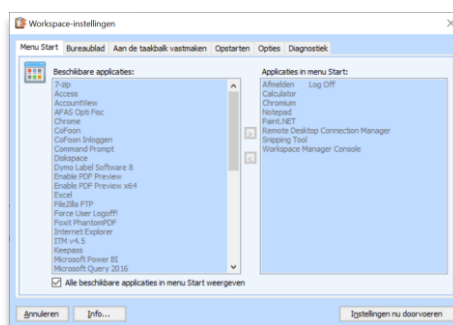 Workspace-instellingen
Menu Start Bureaublad Aan de taakbalk vastmaken Opstarten Opties Diagnostiek
Beschikbare applicaties:
7-zip
Access
AccountView
AFAS Opti Fisc
Chrome
CoFoon
CoFoon Inloggen
Command Prompt
Diskspace
Dymo Label Software 8
Enable PDF Preview
Enable PDF Preview x64
Excel
FileZilla FTP
Force User Logoff!
Foxit PhantomPDF
Internet Explorer
ITM v4.5
Keepass
Microsoft Power BI
Microsoft Query 2016
Applicaties in menu Start:
Afmelden Log Off
Calculator
Chromium
Notepad
Paint.NET
Remote Desktop Connection Manager
Snipping Tool
Workspace Manager Console
>
<
Alle beschikbare applicaties in menu Start weergeven
Annuleren Info... Instellingen nu doorvoeren